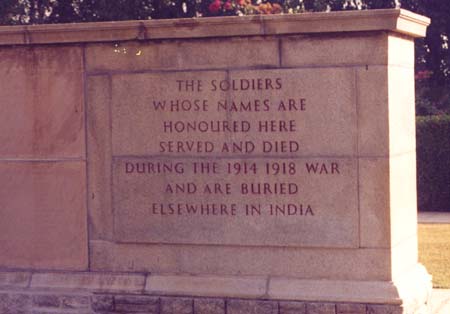 THE SOLDIERS
WHOSE NAMES ARE
HONOURED HERE
SERVED AND DIED
DURING THE 1914 1918 WAR
AND ARE BURIED
ELSEWHERE IN INDIA